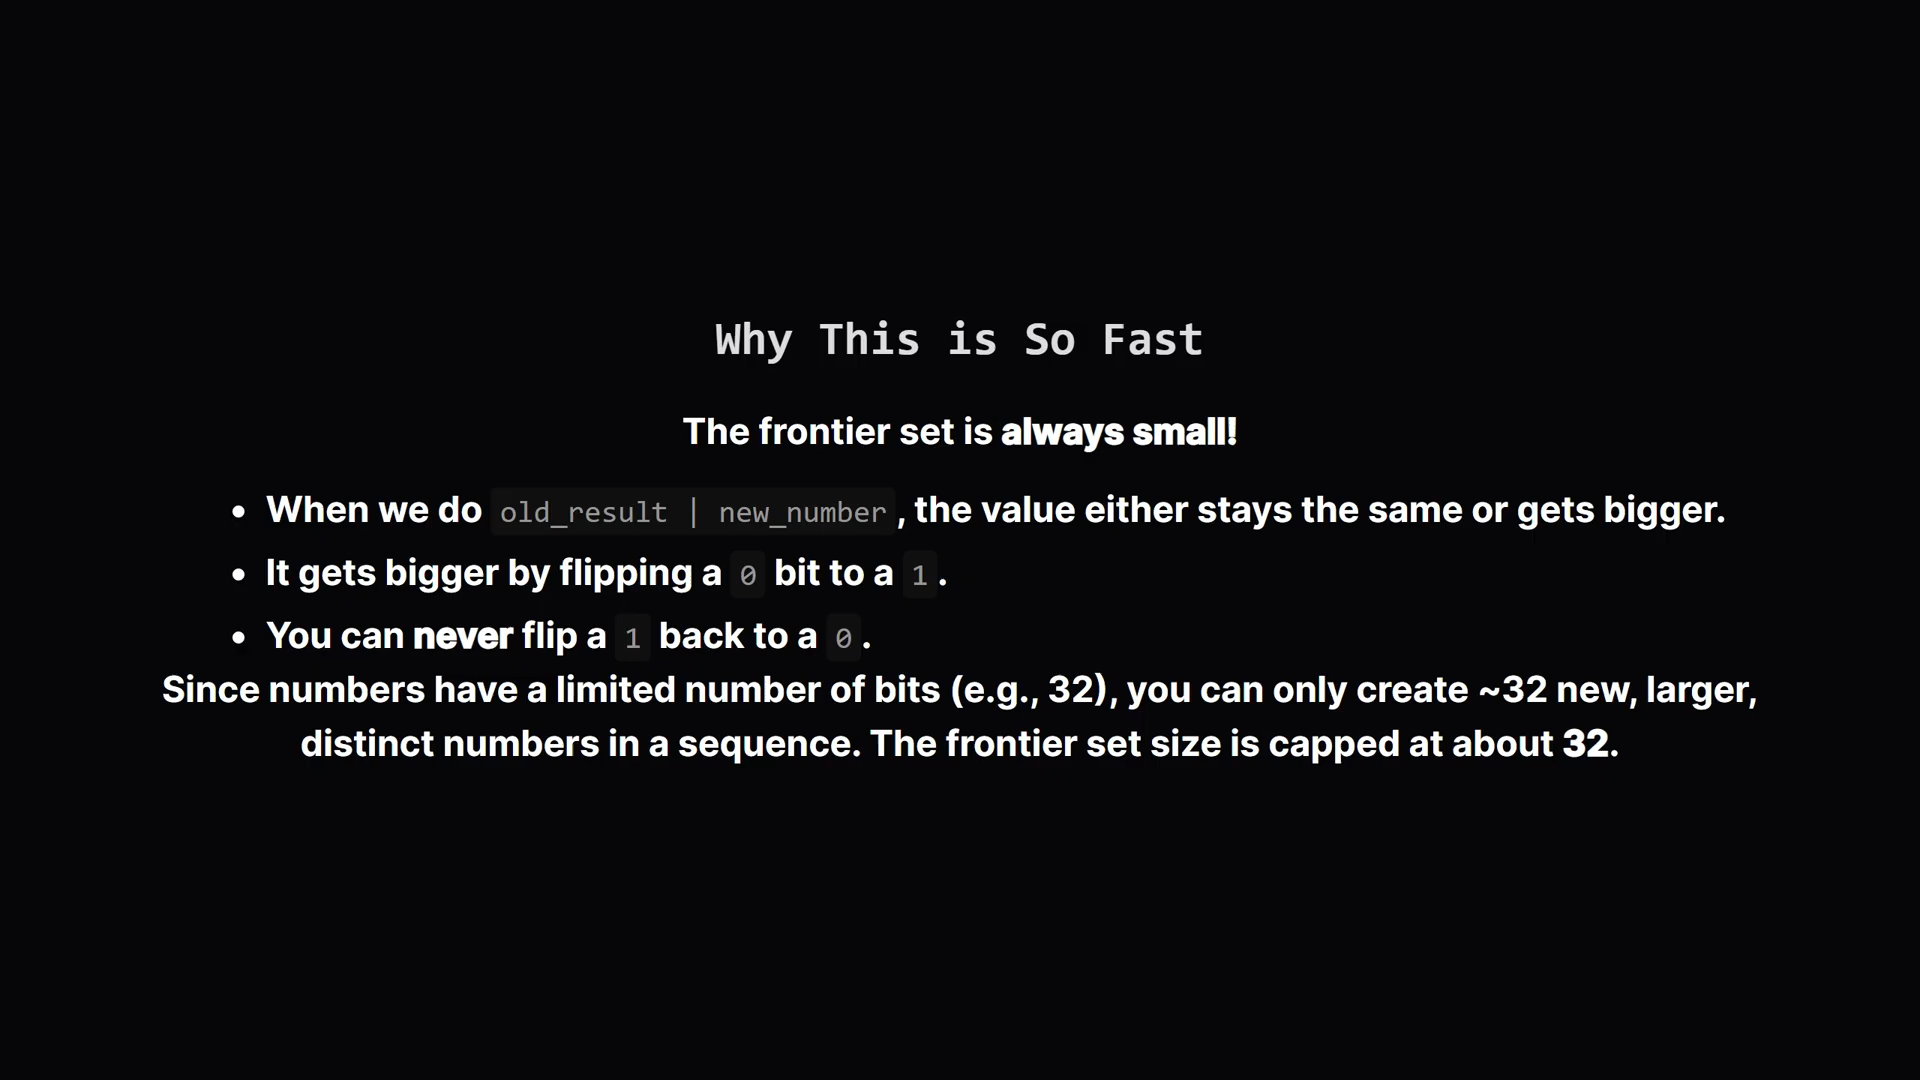 Why This is So Fast
The frontier set is always small!
• When we do old_result | new_number, the value either stays the same or gets bigger.
• It gets bigger by flipping a 0 bit to a 1.
• You can never flip a 1 back to a 0.
Since numbers have a limited number of bits (e.g., 32), you can only create ~32 new, larger,
distinct numbers in a sequence. The frontier set size is capped at about 32.